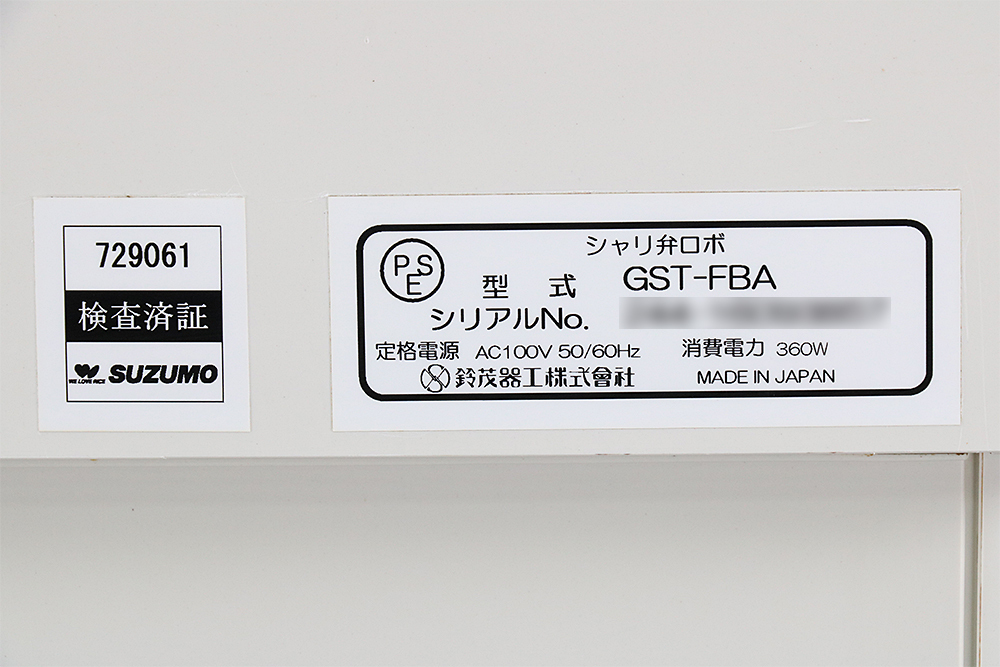 729061
検査済証
WE LOVE RICE SUZUMO
PSE
シャリ弁ロボ
型 式 GST-FBA
シリアルNo.
定格電源 AC100V 50/60Hz 消費電力 360W
鈴茂器工株式會社 MADE IN JAPAN